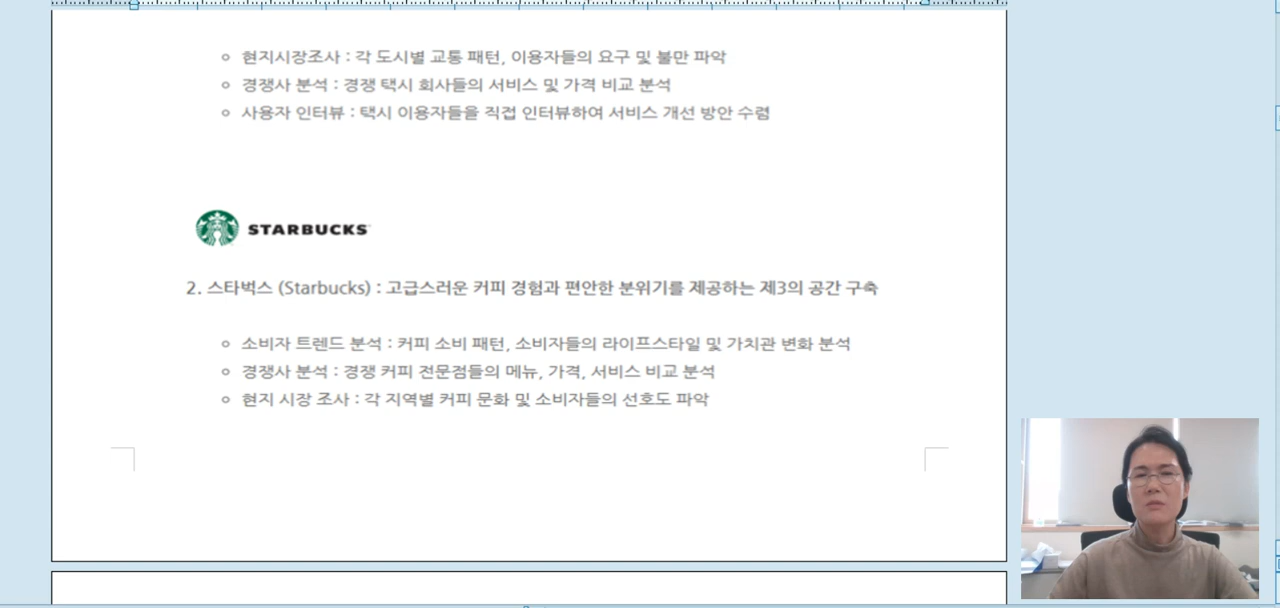 현지시장조사 : 각 도시별 교통 패턴, 이용자들의 요구 및 불만 파악
경쟁사 분석 : 경쟁 택시 회사들의 서비스 및 가격 비교 분석
사용자 인터뷰 : 택시 이용자들을 직접 인터뷰하여 서비스 개선 방안 수렴
STARBUCKS
2. 스타벅스 (Starbucks) : 고급스러운 커피 경험과 편안한 분위기를 제공하는 제3의 공간 구축
소비자 트렌드 분석 : 커피 소비 패턴, 소비자들의 라이프스타일 및 가치관 변화 분석
경쟁사 분석 : 경쟁 커피 전문점들의 메뉴, 가격, 서비스 비교 분석
현지 시장 조사 : 각 지역별 커피 문화 및 소비자들의 선호도 파악